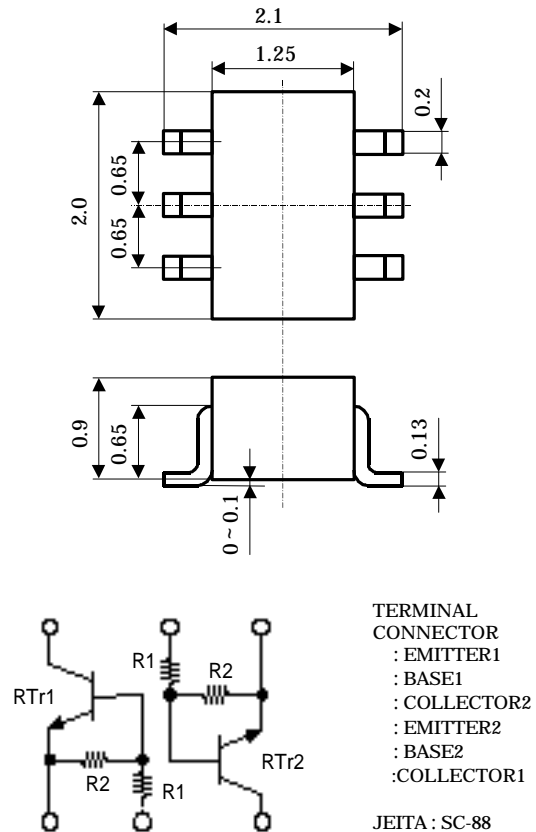 2.1
1.25
0.2
0.65
2.0
0.65
0.9
0.65
0.13
0~0.1
RTr1
R1
R2
R2
R1
RTr2
TERMINAL
CONNECTOR
: EMITTER1
: BASE1
: COLLECTOR2
: EMITTER2
: BASE2
:COLLECTOR1
JEITA : SC-88